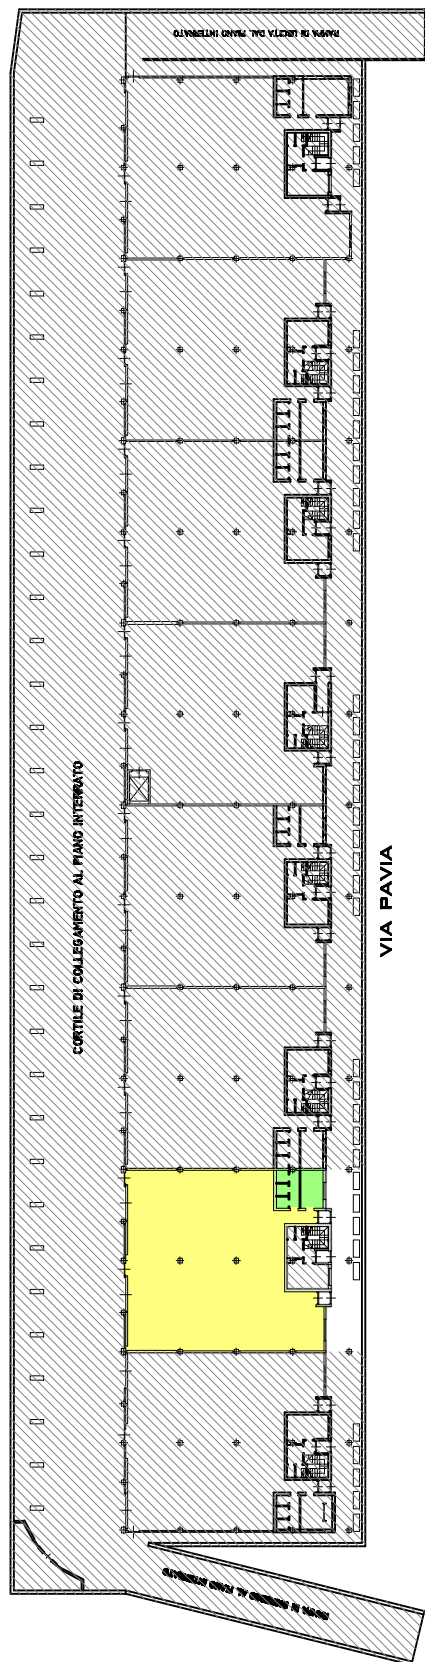 RAMPA DI USCITA DAL PIANO INTERRATO
CORTILE DI COLLEGAMENTO AL PIANO INTERRATO
VIA PAVIA
RAMPA DI INGRESSO AL PIANO INTERRATO